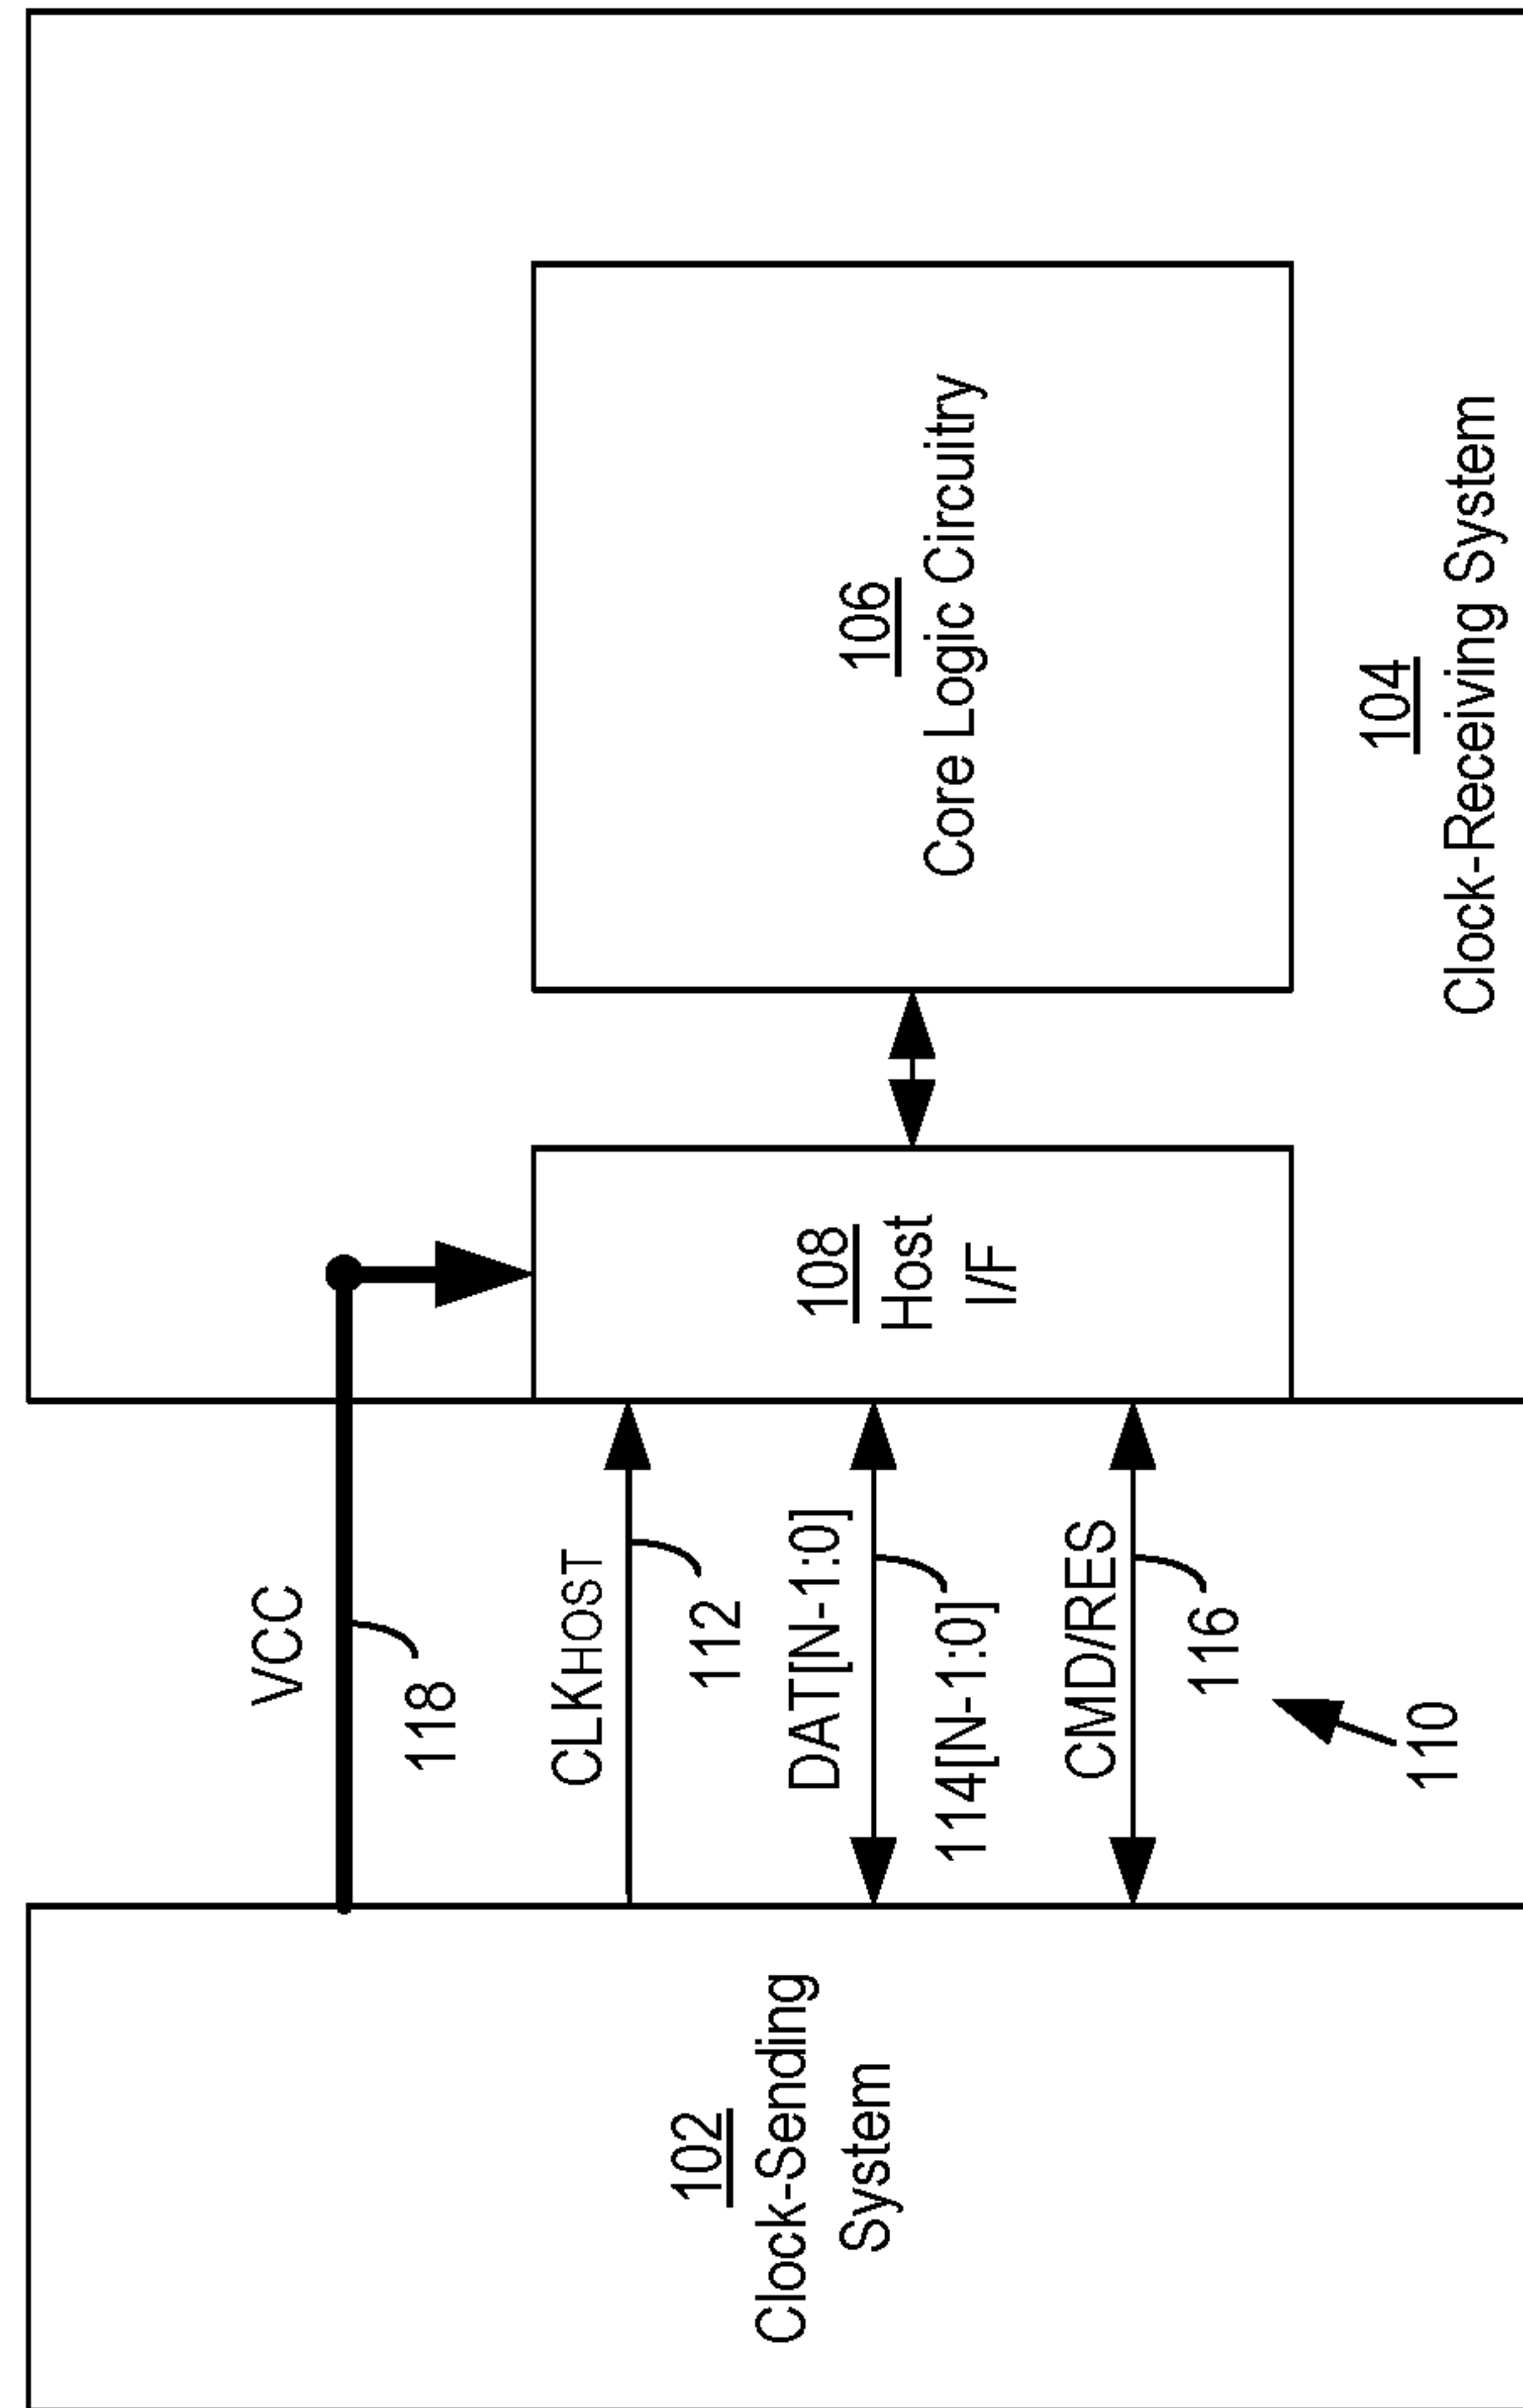 102
Clock-Sending
System
VCC
118
CLKHOST
112
DAT[N-1:0]
114[N-1:0]
CMD/RES
116
110
108
Host
I/F
106
Core Logic Circuitry
104
Clock-Receiving System